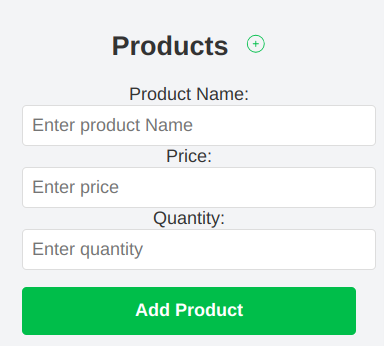 Products
Product Name:
Enter product Name
Price:
Enter price
Quantity:
Enter quantity
Add Product